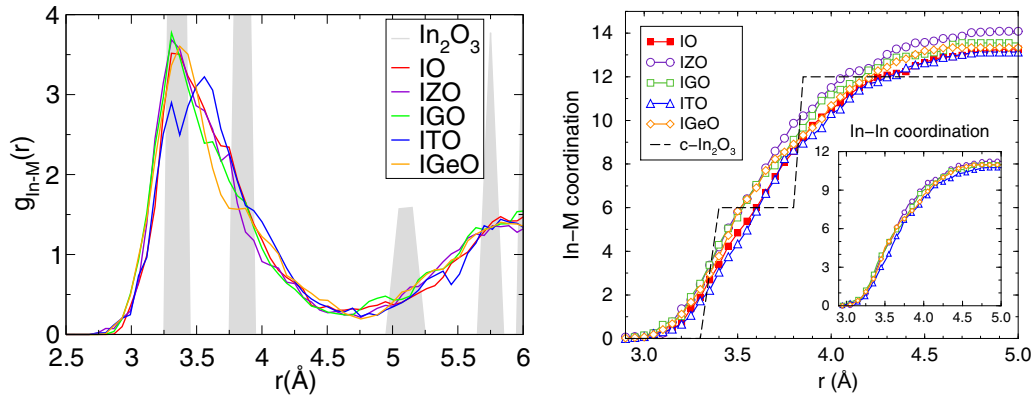 g_In-M(r)
4
3
2
1
0
2.5 3 3.5 4 4.5 5 5.5 6
r(Å)
In₂O₃
IO
IZO
IGO
ITO
IGeO
In−M coordination
14
12
10
8
6
4
2
0
3.0 3.5 4.0 4.5 5.0
r (Å)
IO
IZO
IGO
ITO
IGeO
c−In₂O₃
In−In coordination
12
9
6
3
0
3.0 3.5 4.0 4.5 5.0